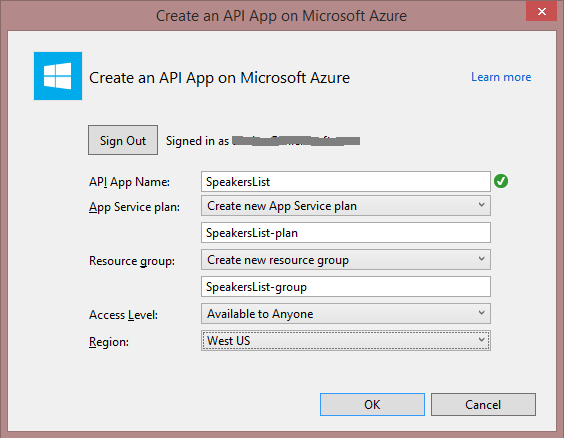 Create an API App on Microsoft Azure
Create an API App on Microsoft Azure
Learn more
Sign Out Signed in as
API App Name: SpeakersList
App Service plan: Create new App Service plan
SpeakersList-plan
Resource group: Create new resource group
SpeakersList-group
Access Level: Available to Anyone
Region: West US
OK Cancel